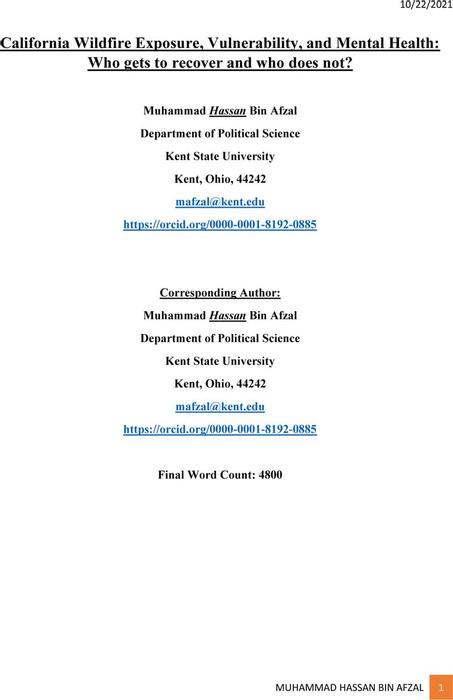 10/22/2021
California Wildfire Exposure, Vulnerability, and Mental Health:
Who gets to recover and who does not?
Muhammad Hassan Bin Afzal
Department of Political Science
Kent State University
Kent, Ohio, 44242
mafzal@kent.edu
https://orcid.org/0000-0001-8192-0885
Corresponding Author:
Muhammad Hassan Bin Afzal
Department of Political Science
Kent State University
Kent, Ohio, 44242
mafzal@kent.edu
https://orcid.org/0000-0001-8192-0885
Final Word Count: 4800
MUHAMMAD HASSAN BIN AFZAL 1